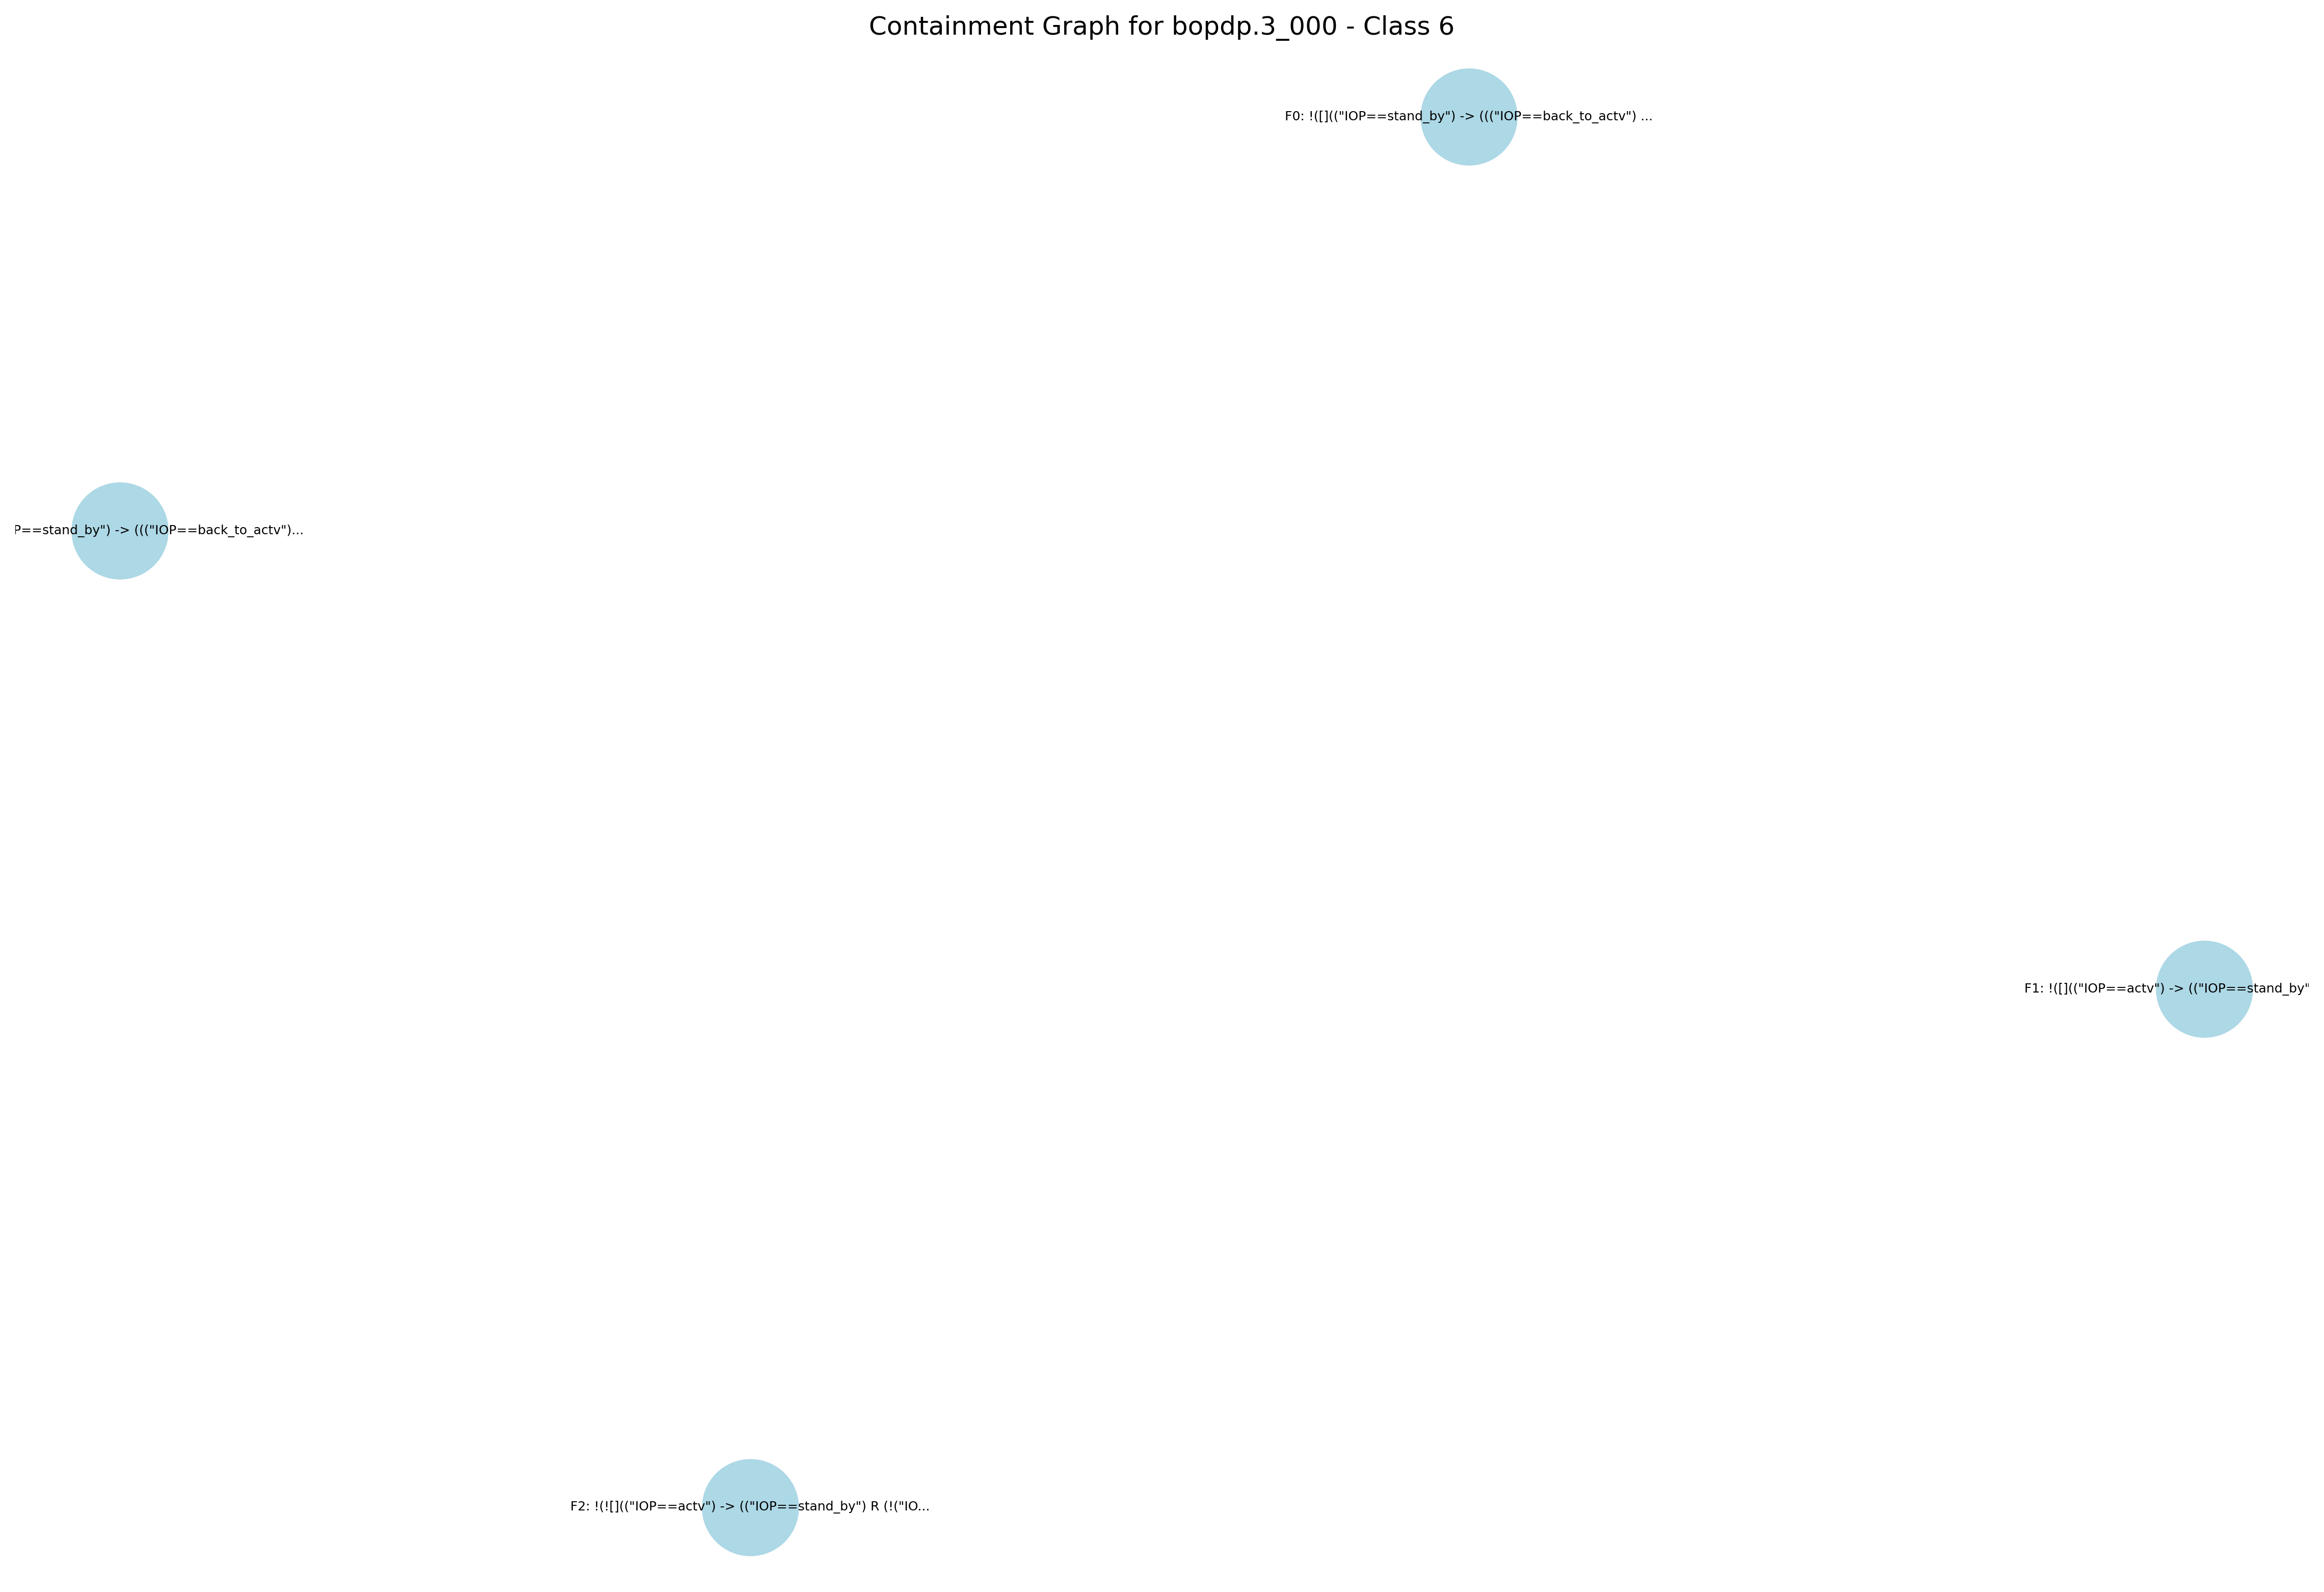 Containment Graph for bopdp.3_000 - Class 6
F0: !([](("IOP==stand_by") -> ((("IOP==back_to_actv") ...
P==stand_by") -> ((("IOP==back_to_actv")...
F1: !([](("IOP==actv") -> (("IOP==stand_by"
F2: !(![](("IOP==actv") -> (("IOP==stand_by") R (!("IO...